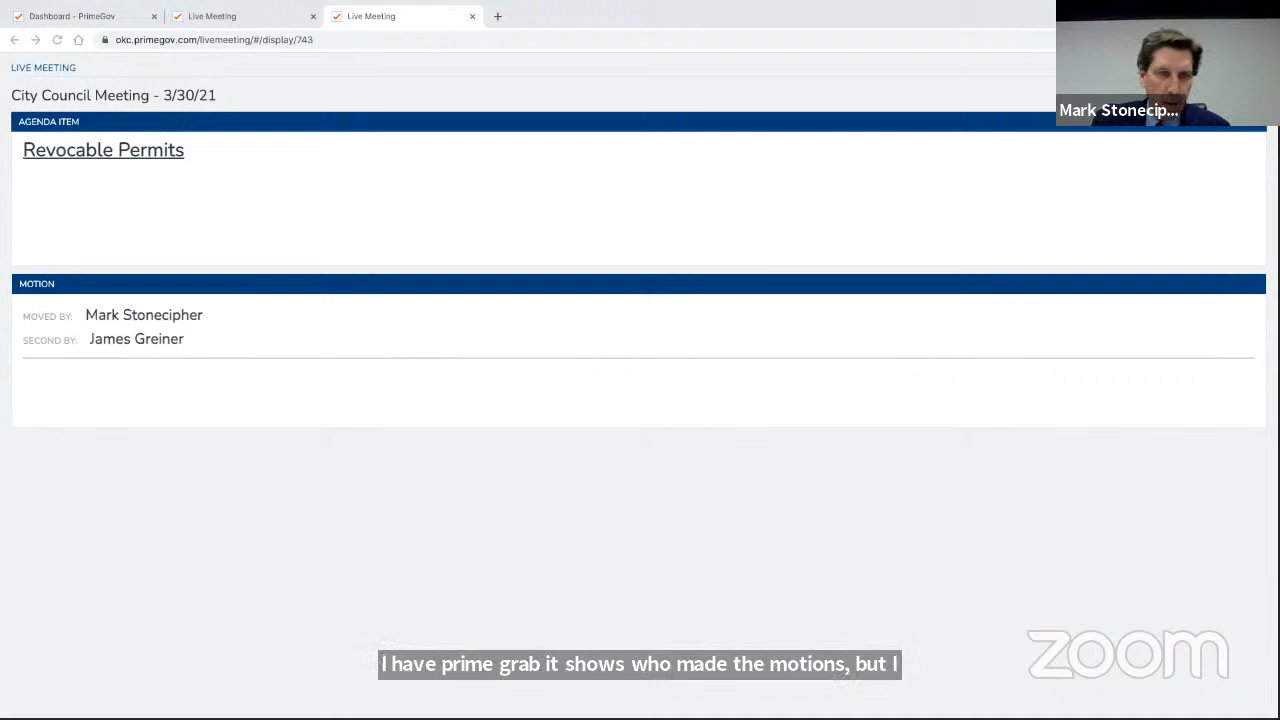 Dashboard - PrimeGov
Live Meeting
Live Meeting
okc.primegov.com/livemeeting/#/display/743
LIVE MEETING
City Council Meeting - 3/30/21
Mark Stonecip...
AGENDA ITEM
Revocable Permits
MOTION
MOVED BY: Mark Stonecipher
SECOND BY: James Greiner
I have prime grab it shows who made the motions, but I
zoom